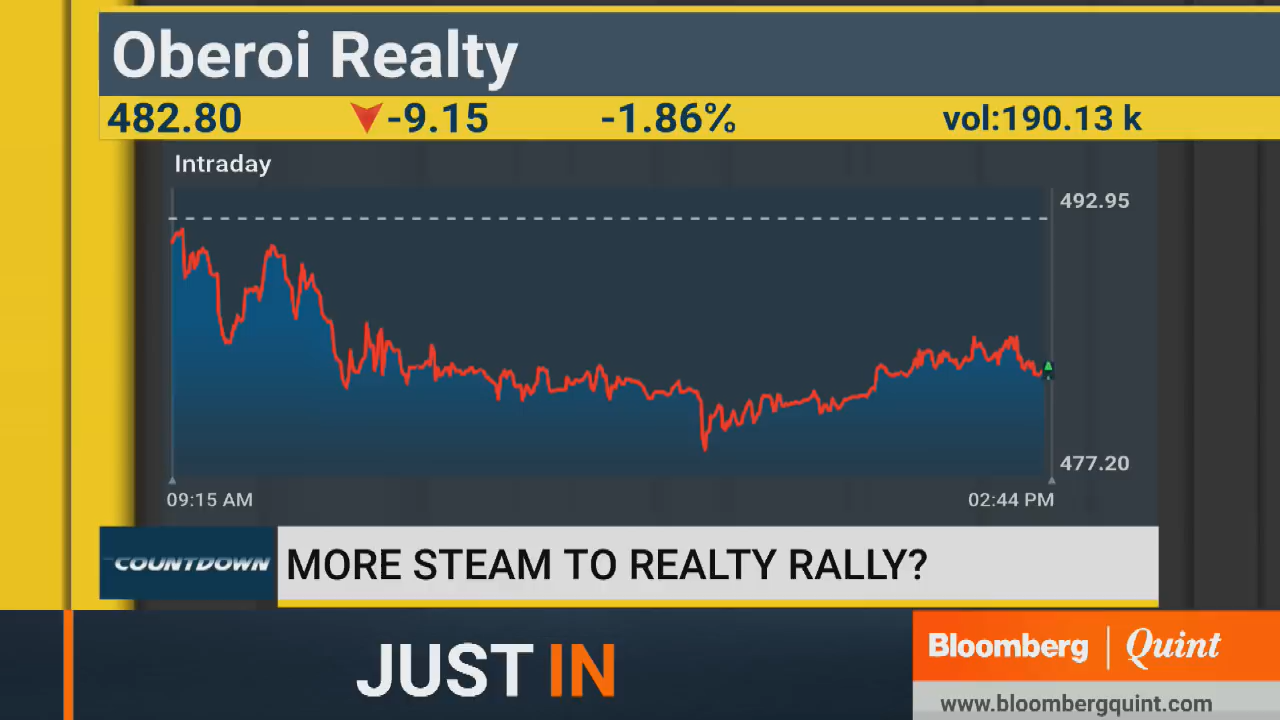 Oberoi Realty
482.80 -9.15 -1.86% vol:190.13 k
Intraday
492.95
477.20
09:15 AM 02:44 PM
COUNTDOWN MORE STEAM TO REALTY RALLY?
JUST IN
Bloomberg | Quint
www.bloombergquint.com